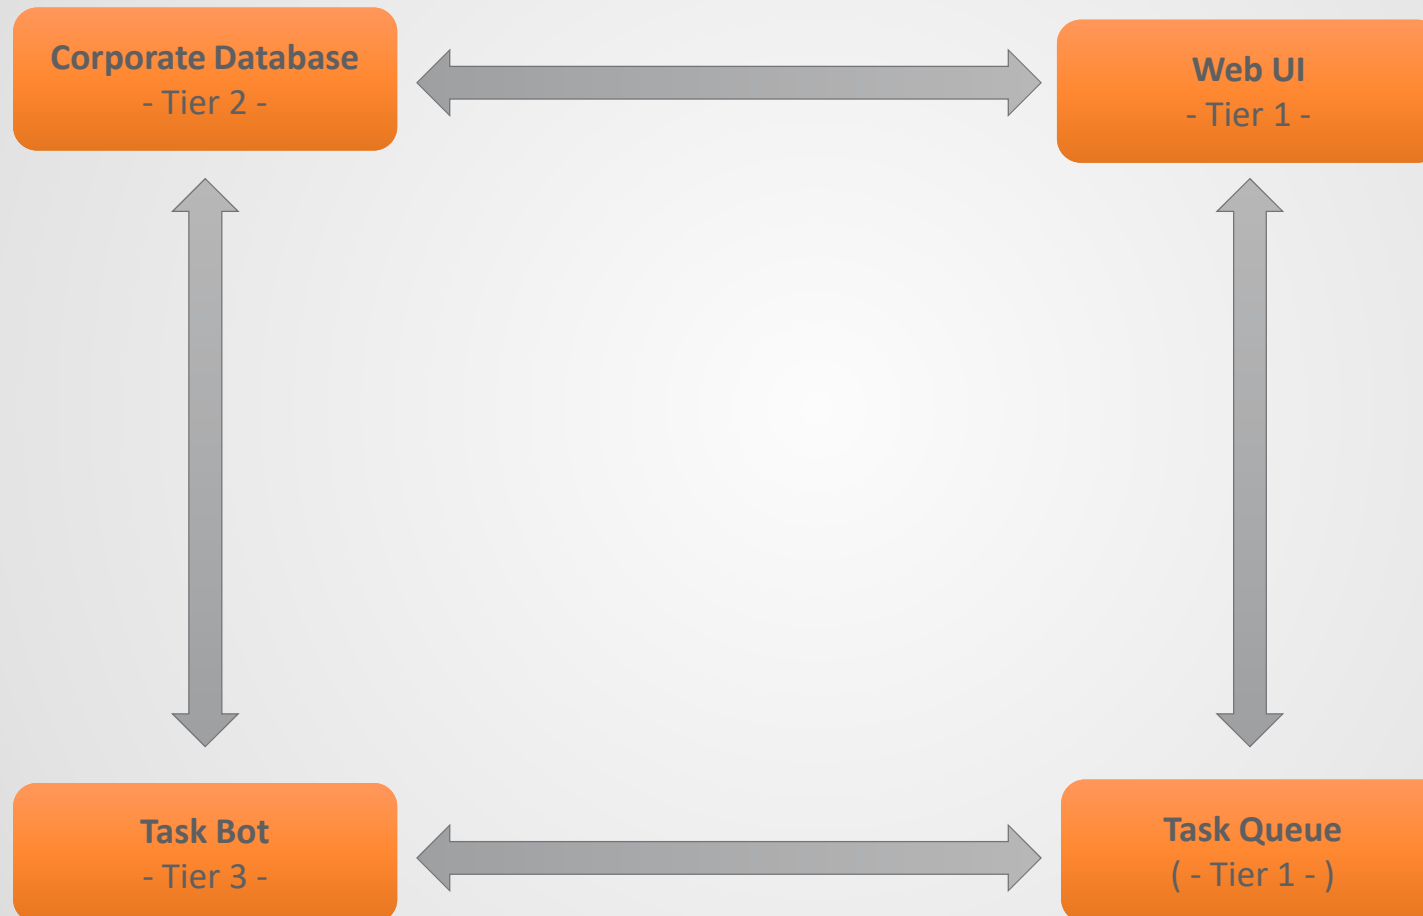 Corporate Database
- Tier 2 -
Web UI
- Tier 1 -
Task Bot
- Tier 3 -
Task Queue
( - Tier 1 - )